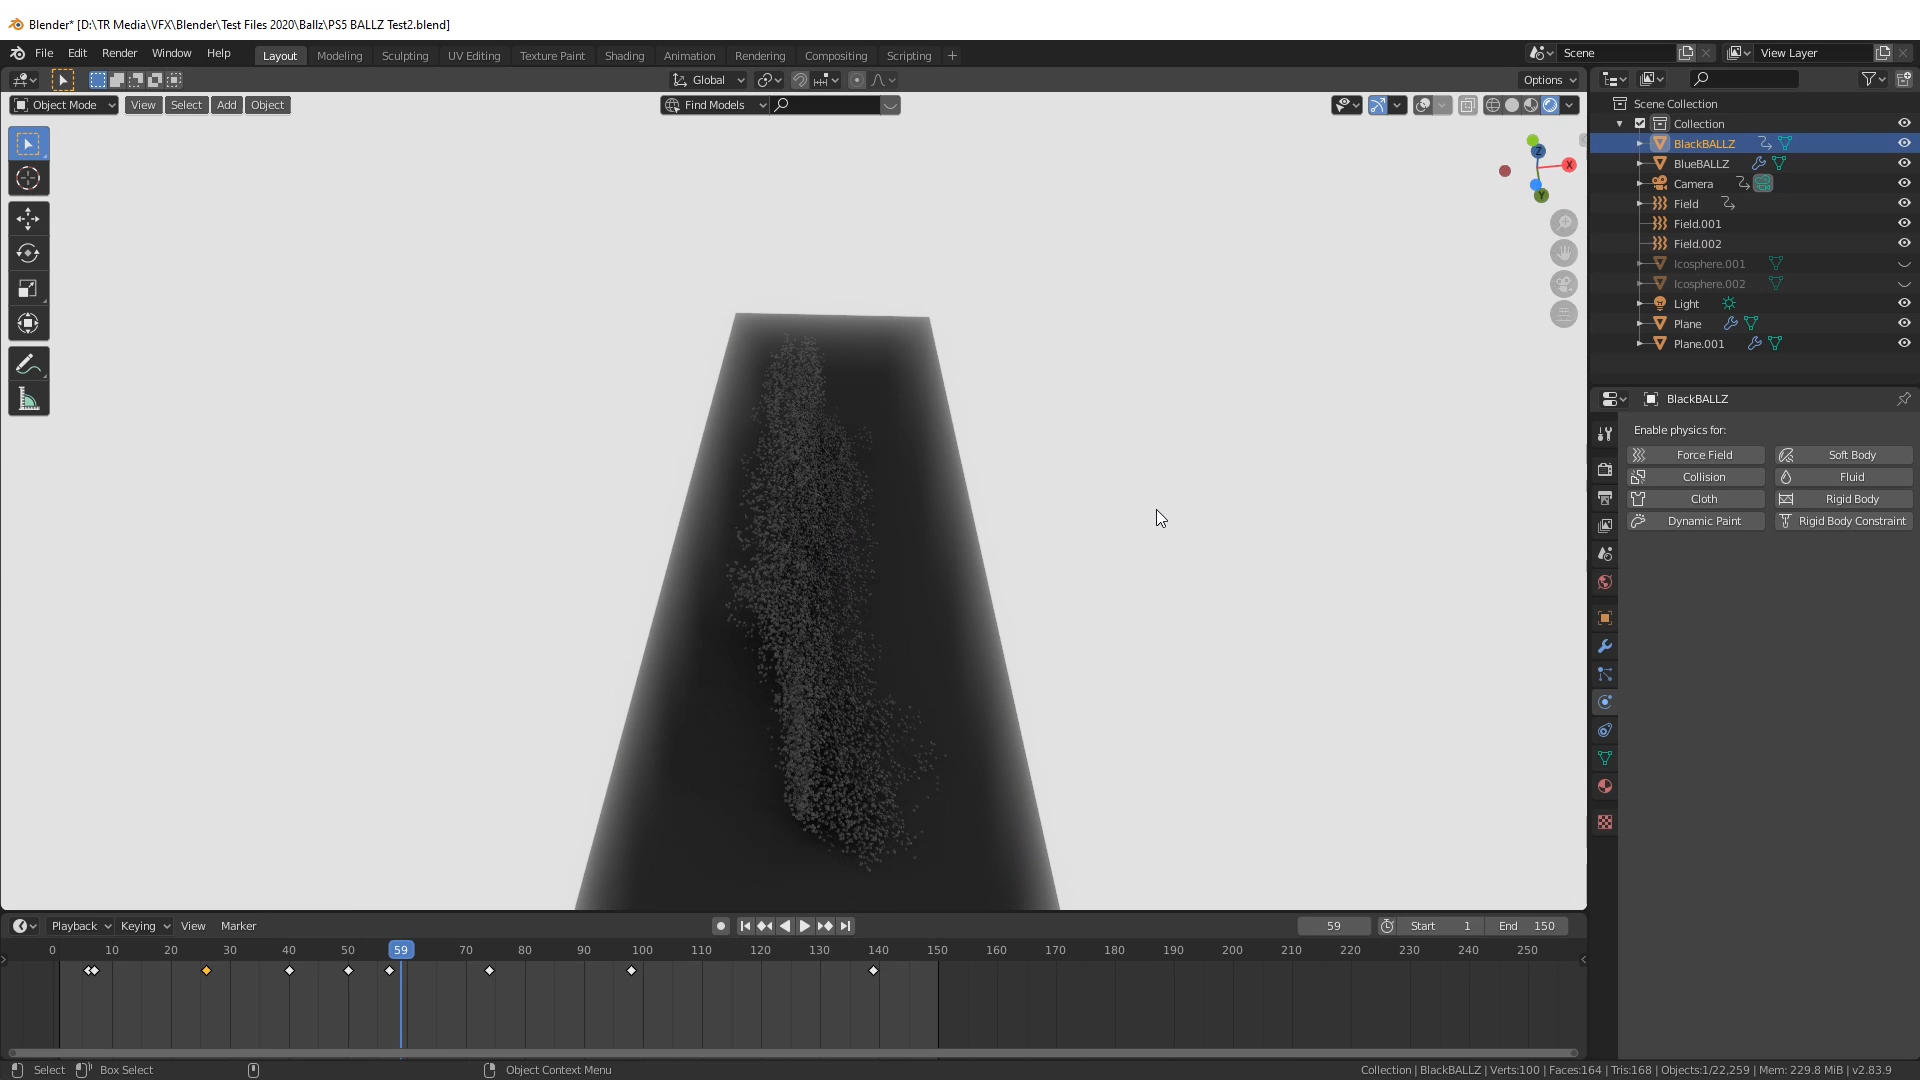 Blender* [D:\TR Media\VFX\Blender\Test Files 2020\Ballz\PS5 BALLZ Test2.blend]
File Edit Render Window Help Layout Modeling Sculpting UV Editing Texture Paint Shading Animation Rendering Compositing Scripting + Scene View Layer
Global Options
Object Mode View Select Add Object Find Models
Scene Collection
Collection
BlackBALLZ
BlueBALLZ
Camera
Field
Field.001
Field.002
Icosphere.001
Icosphere.002
Light
Plane
Plane.001
Z
X
Y
BlackBALLZ
Enable physics for:
Force Field Soft Body
Collision Fluid
Cloth Rigid Body
Dynamic Paint Rigid Body Constraint
Playback Keying View Marker 59 Start 1 End 150
0 10 20 30 40 50 59 70 80 90 100 110 120 130 140 150 160 170 180 190 200 210 220 230 240 250
Select Box Select Object Context Menu Collection | BlackBALLZ | Verts:100 | Faces:164 | Tris:168 | Objects:1/22,259 | Mem: 229.8 MiB | v2.83.9